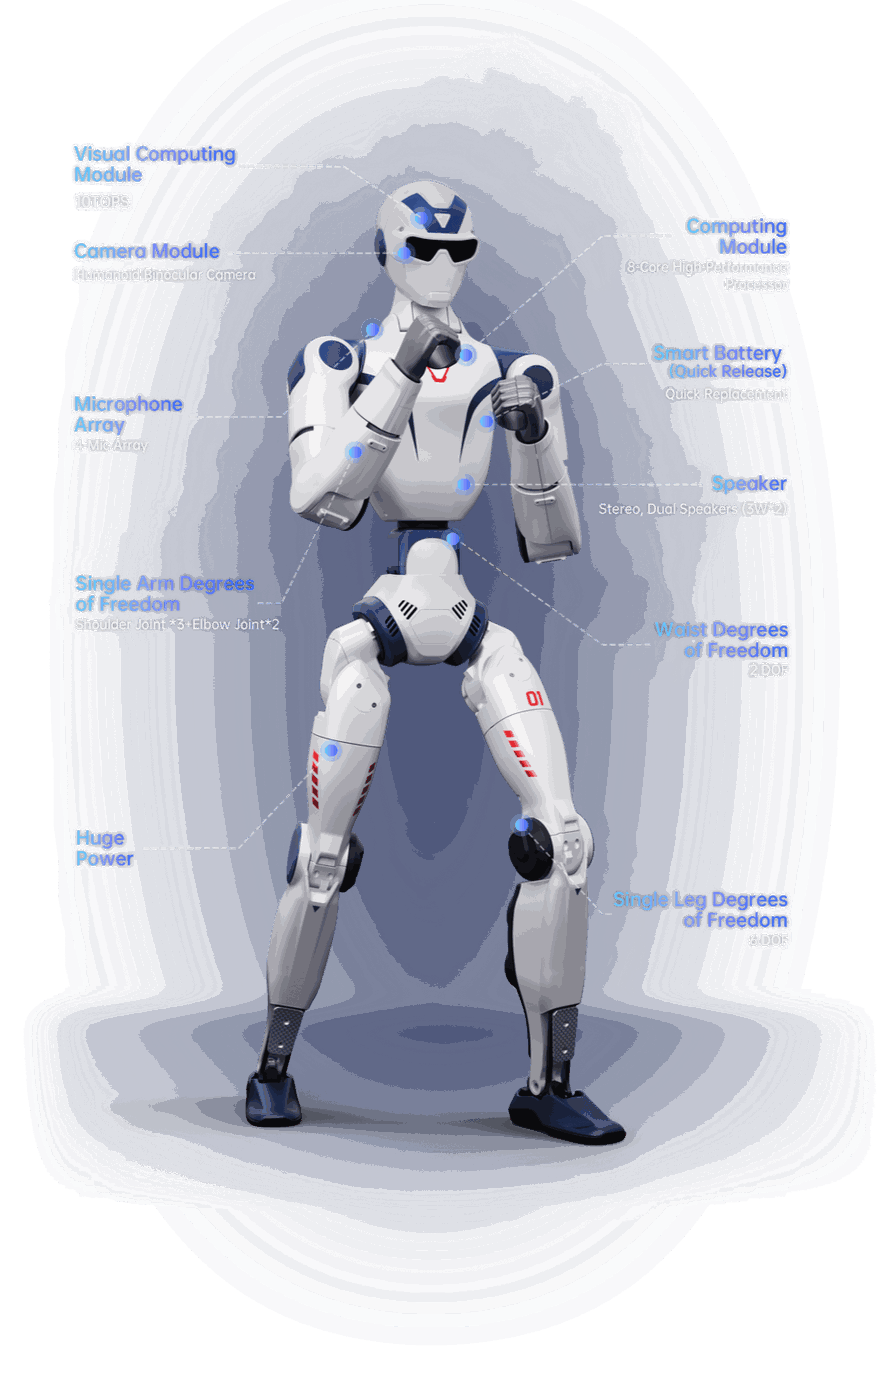 Visual Computing
Module
10TOPS
Camera Module
Humanoid Binocular Camera
Microphone
Array
4-Mic Array
Single Arm Degrees
of Freedom
Shoulder Joint *3+Elbow Joint*2
Huge
Power
Computing
Module
8-Core High-Performance
Processor
Smart Battery
(Quick Release)
Quick Replacement
Speaker
Stereo, Dual Speakers (3W*2)
Waist Degrees
of Freedom
2 DOF
01
Single Leg Degrees
of Freedom
DOF